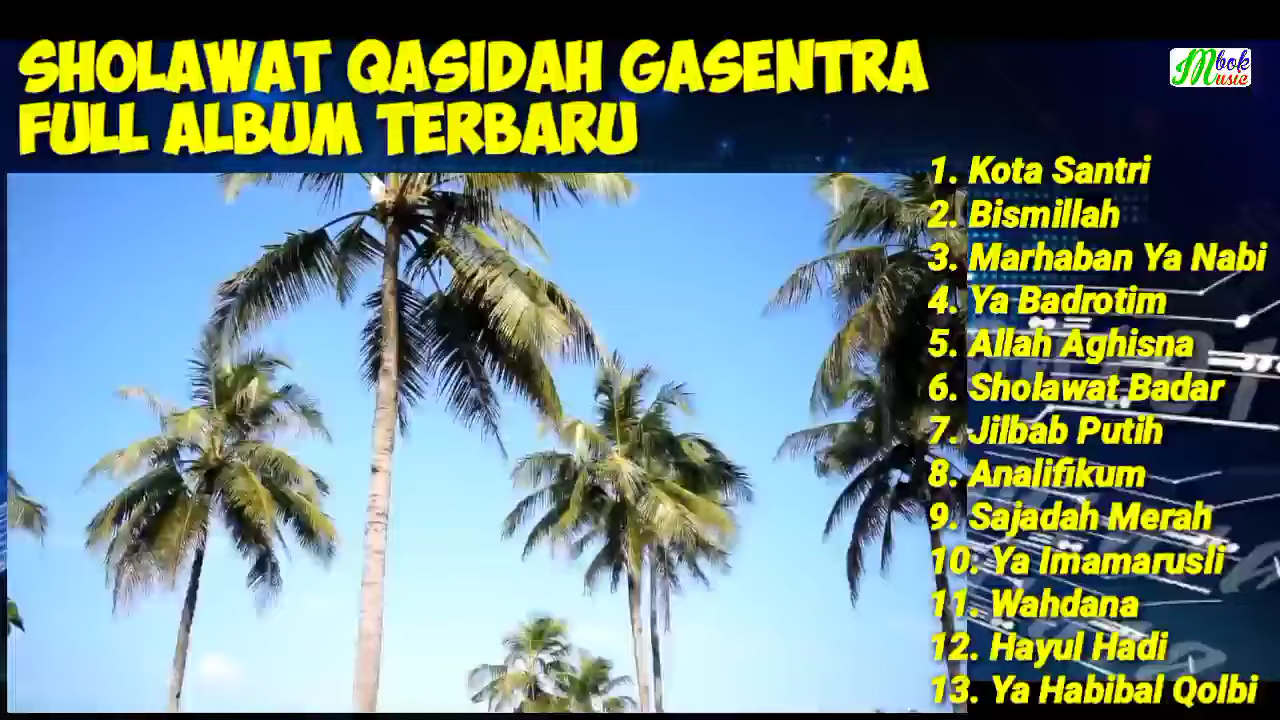 SHOLAWAT QASIDAH GASENTRA
FULL ALBUM TERBARU
Mbok
Music
1. Kota Santri
2. Bismillah
3. Marhaban Ya Nabi
4. Ya Badrotim
5. Allah Aghisna
6. Sholawat Badar
7. Jilbab Putih
8. Analifikum
9. Sajadah Merah
10. Ya Imamarusli
11. Wahdana
12. Hayul Hadi
13. Ya Habibal Qolbi